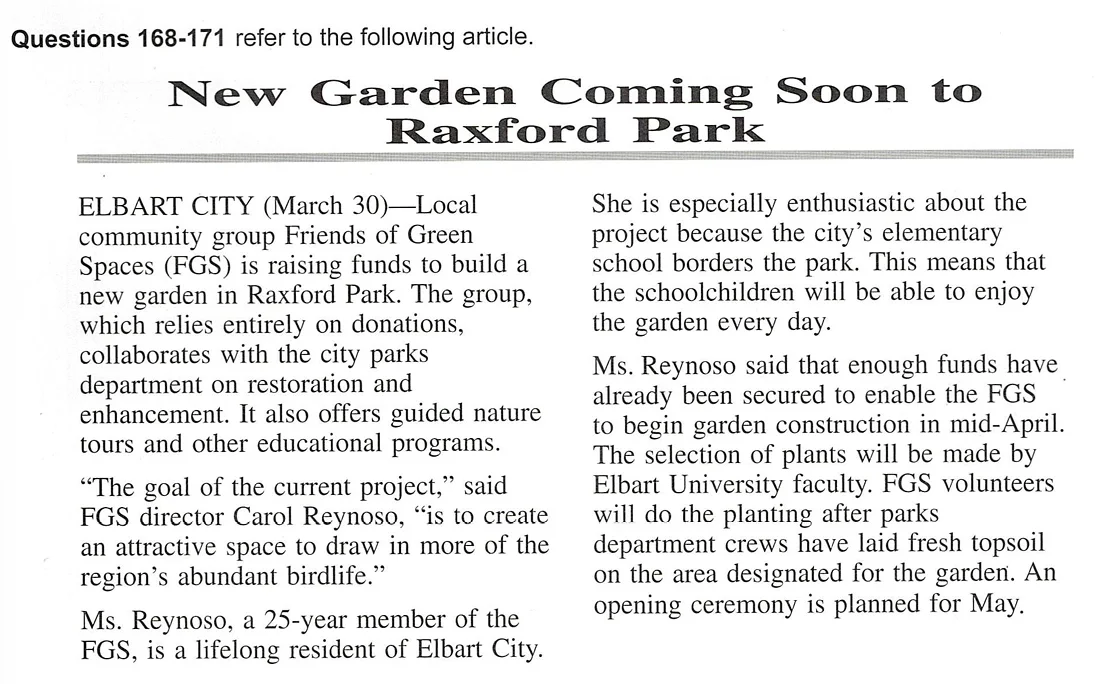 Questions 168-171 refer to the following article.
New Garden Coming Soon to
Raxford Park
ELBART CITY (March 30)—Local
community group Friends of Green
Spaces (FGS) is raising funds to build a
new garden in Raxford Park. The group,
which relies entirely on donations,
collaborates with the city parks
department on restoration and
enhancement. It also offers guided nature
tours and other educational programs.
“The goal of the current project,” said
FGS director Carol Reynoso, “is to create
an attractive space to draw in more of the
region’s abundant birdlife.”
Ms. Reynoso, a 25-year member of the
FGS, is a lifelong resident of Elbart City.
She is especially enthusiastic about the
project because the city’s elementary
school borders the park. This means that
the schoolchildren will be able to enjoy
the garden every day.
Ms. Reynoso said that enough funds have
already been secured to enable the FGS
to begin garden construction in mid-April.
The selection of plants will be made by
Elbart University faculty. FGS volunteers
will do the planting after parks
department crews have laid fresh topsoil
on the area designated for the garden. An
opening ceremony is planned for May.